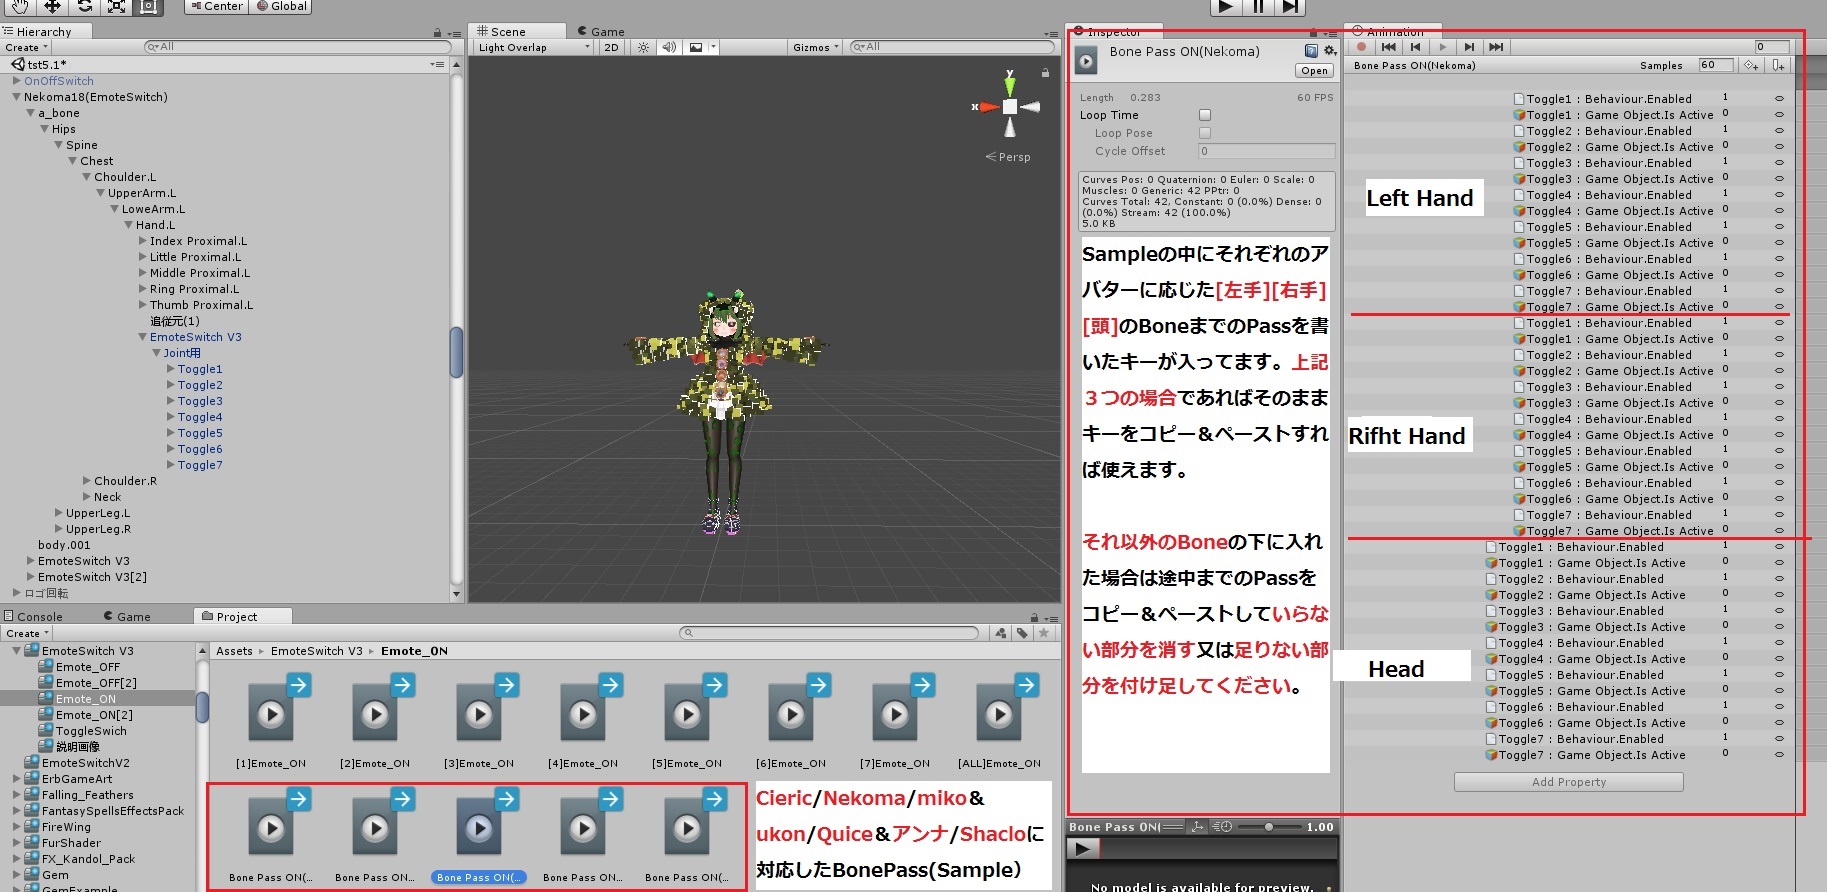 Center
Global
Hierarchy
Create
All
tst5.1*
OnOffSwitch
Nekoma18(EmoteSwitch)
a_bone
Hips
Spine
Chest
Choulder.L
UpperArm.L
LoweArm.L
Hand.L
Index Proximal.L
Little Proximal.L
Middle Proximal.L
Ring Proximal.L
Thumb Proximal.L
追従元(1)
EmoteSwitch V3
Joint用
Toggle1
Toggle2
Toggle3
Toggle4
Toggle5
Toggle6
Toggle7
Choulder.R
Neck
UpperLeg.L
UpperLeg.R
body.001
EmoteSwitch V3
EmoteSwitch V3[2]
ロゴ回転
Scene
Game
Light Overlap
2D
Gizmos
All
y
x
Persp
Inspector
Bone Pass ON(Nekoma)
Open
Length 0.283 60 FPS
Loop Time
Loop Pose
Cycle Offset 0
Curves Pos: 0 Quaternion: 0 Euler: 0 Scale: 0
Muscles: 0 Generic: 42 PPtr: 0
Curves Total: 42, Constant: 0 (0.0%) Dense: 0
(0.0%) Stream: 42 (100.0%)
5.0 KB
Sampleの中にそれぞれのア
バターに応じた[左手][右手]
[頭]のBoneまでのPassを書
いたキーが入ってます。上記
３つの場合であればそのまま
キーをコピー＆ペーストすれ
ば使えます。
それ以外のBoneの下に入れ
た場合は途中までのPassを
コピー＆ペーストしていらな
い部分を消す又は足りない部
分を付け足してください。
Bone Pass ON(
1.00
No model is available for preview.
Animation
0
Bone Pass ON(Nekoma)
Samples 60
Toggle1 : Behaviour.Enabled 1
Toggle1 : Game Object.Is Active 0
Toggle2 : Behaviour.Enabled 1
Toggle2 : Game Object.Is Active 0
Toggle3 : Behaviour.Enabled 1
Toggle3 : Game Object.Is Active 0
Toggle4 : Behaviour.Enabled 1
Toggle4 : Game Object.Is Active 0
Toggle5 : Behaviour.Enabled 1
Toggle5 : Game Object.Is Active 0
Toggle6 : Behaviour.Enabled 1
Toggle6 : Game Object.Is Active 0
Toggle7 : Behaviour.Enabled 1
Toggle7 : Game Object.Is Active 0
Left Hand
Toggle1 : Behaviour.Enabled 1
Toggle1 : Game Object.Is Active 0
Toggle2 : Behaviour.Enabled 1
Toggle2 : Game Object.Is Active 0
Toggle3 : Behaviour.Enabled 1
Toggle3 : Game Object.Is Active 0
Toggle4 : Behaviour.Enabled 1
Toggle4 : Game Object.Is Active 0
Toggle5 : Behaviour.Enabled 1
Toggle5 : Game Object.Is Active 0
Toggle6 : Behaviour.Enabled 1
Toggle6 : Game Object.Is Active 0
Toggle7 : Behaviour.Enabled 1
Toggle7 : Game Object.Is Active 0
Rifht Hand
Toggle1 : Behaviour.Enabled 1
Toggle1 : Game Object.Is Active 0
Toggle2 : Behaviour.Enabled 1
Toggle2 : Game Object.Is Active 0
Toggle3 : Behaviour.Enabled 1
Toggle3 : Game Object.Is Active 0
Toggle4 : Behaviour.Enabled 1
Toggle4 : Game Object.Is Active 0
Toggle5 : Behaviour.Enabled 1
Toggle5 : Game Object.Is Active 0
Toggle6 : Behaviour.Enabled 1
Toggle6 : Game Object.Is Active 0
Toggle7 : Behaviour.Enabled 1
Toggle7 : Game Object.Is Active 0
Head
Add Property
Console
Game
Project
Create
EmoteSwitch V3
Emote_OFF
Emote_OFF[2]
Emote_ON
Emote_ON[2]
ToggleSwich
説明画像
EmoteSwitchV2
ErbGameArt
Falling_Feathers
FantasySpellsEffectsPack
FireWing
FurShader
FX_Kandol_Pack
Gem
GemExample
Assets ▸ EmoteSwitch V3 ▸ Emote_ON
[1]Emote_ON
[2]Emote_ON
[3]Emote_ON
[4]Emote_ON
[5]Emote_ON
[6]Emote_ON
[7]Emote_ON
[ALL]Emote_ON
Bone Pass ON(...
Bone Pass ON...
Bone Pass ON(...
Bone Pass ON...
Bone Pass ON(...
Cieric/Nekoma/miko＆
ukon/Quice＆アンナ/Shacloに
対応したBonePass(Sample）